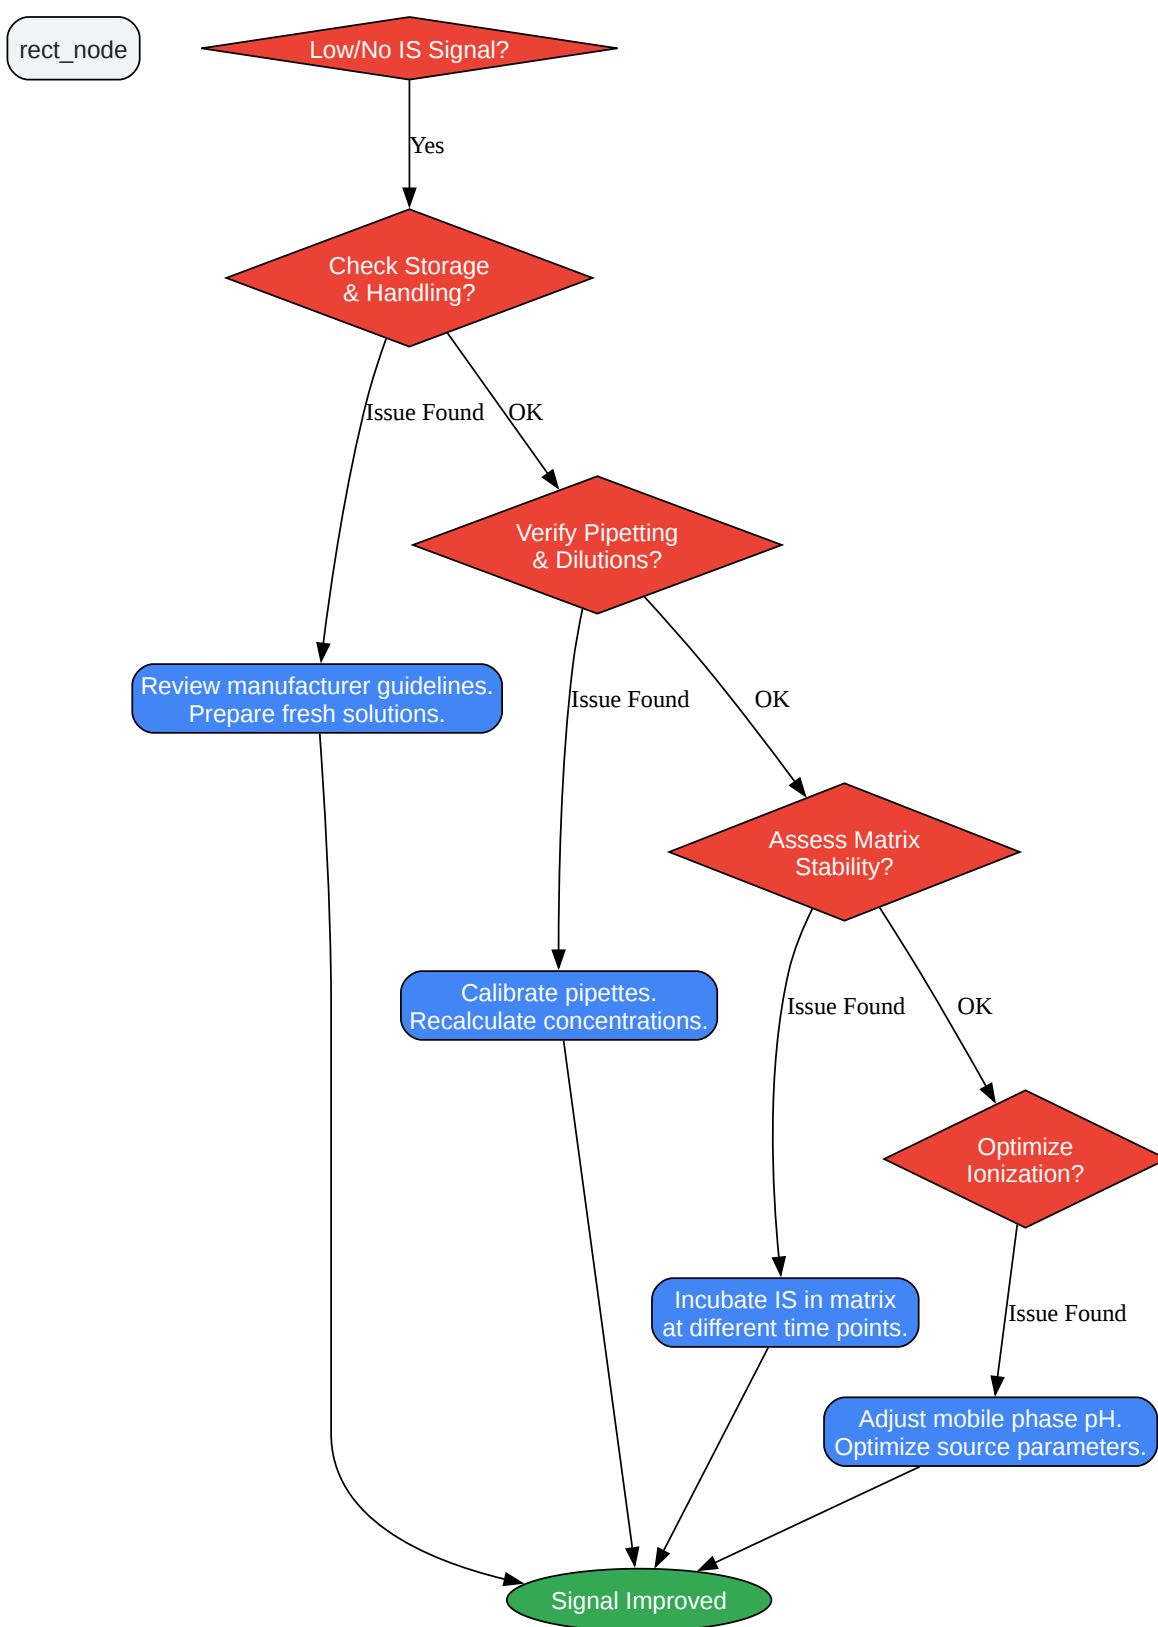 rect_node
Low/No IS Signal?
Yes
Check Storage
& Handling?
Issue Found
OK
Verify Pipetting
& Dilutions?
Review manufacturer guidelines.
Prepare fresh solutions.
Issue Found
OK
Assess Matrix
Stability?
Calibrate pipettes.
Recalculate concentrations.
Issue Found
OK
Optimize
Ionization?
Incubate IS in matrix
at different time points.
Issue Found
Adjust mobile phase pH.
Optimize source parameters.
Signal Improved